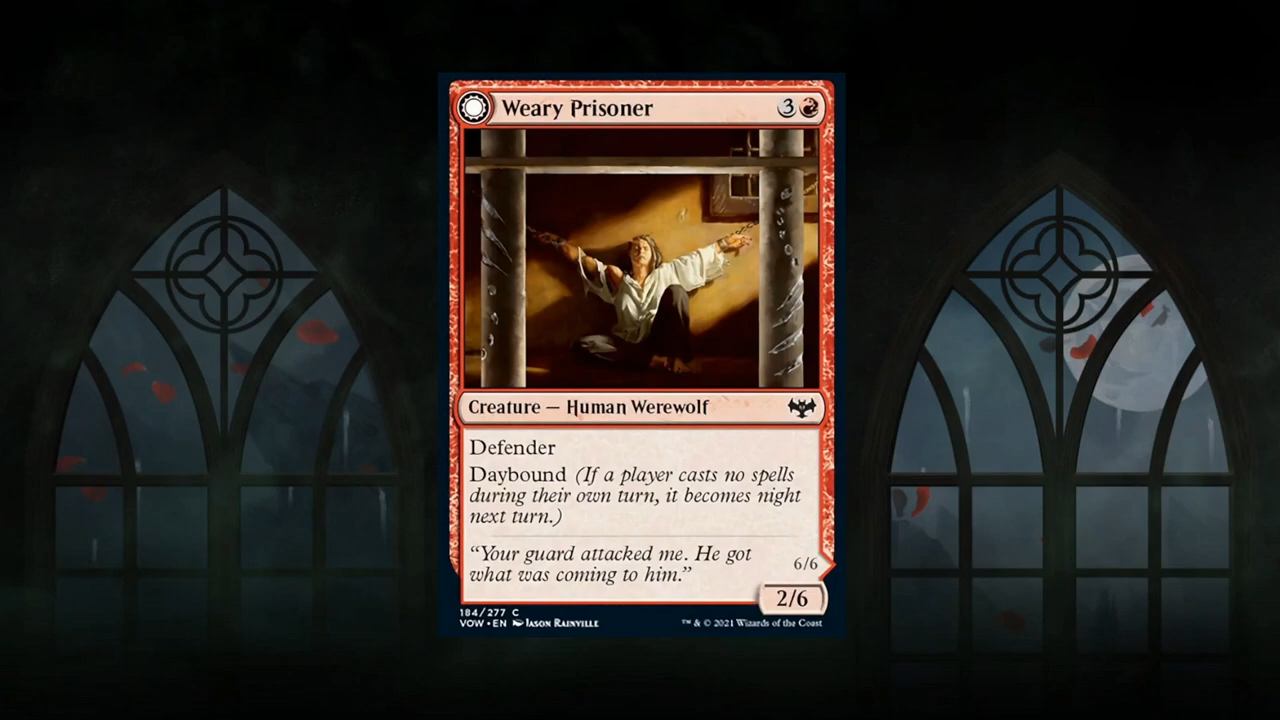 Weary Prisoner 3
Creature — Human Werewolf
Defender
Daybound (If a player casts no spells
during their own turn, it becomes night
next turn.)
“Your guard attacked me. He got
what was coming to him.”
6/6
2/6
184/277 C
VOW • EN Jason Rainville
™ & © 2021 Wizards of the Coast